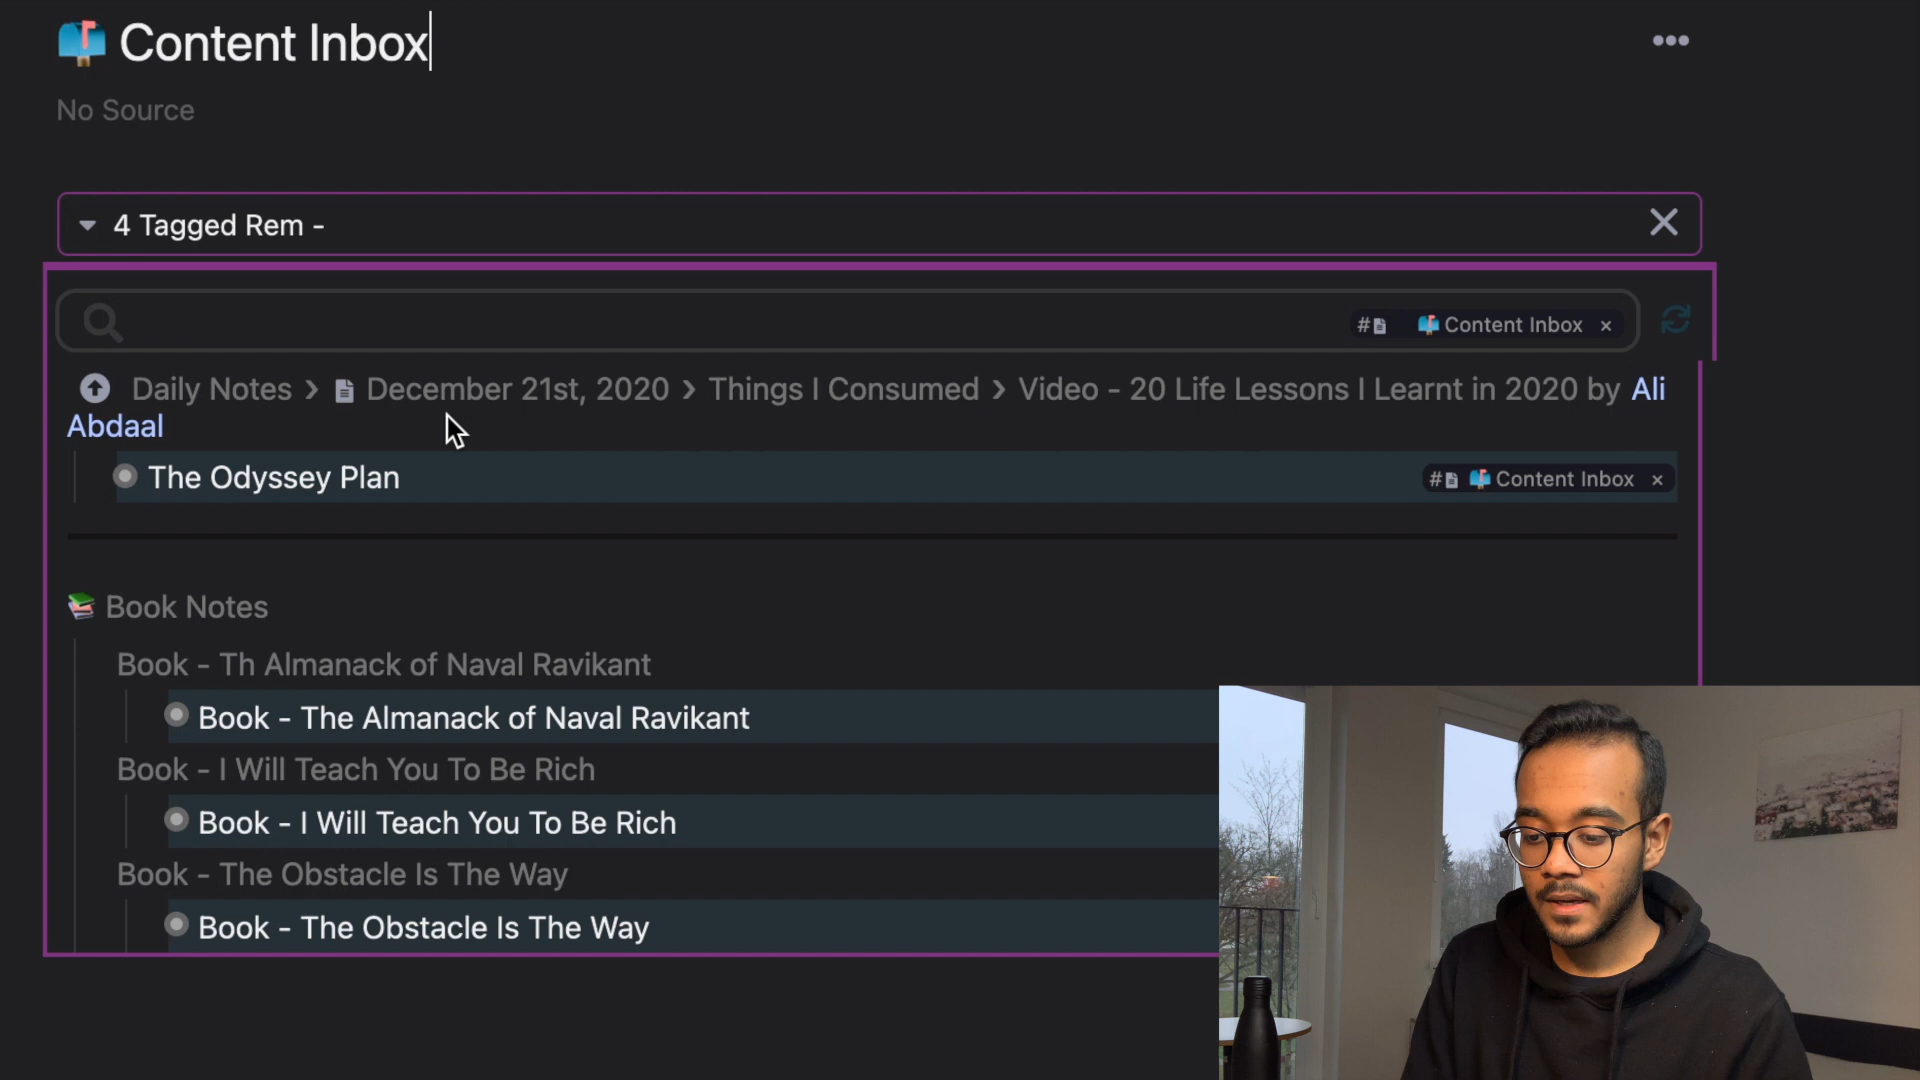 Content Inbox
No Source
4 Tagged Rem -
# Content Inbox ×
Daily Notes > December 21st, 2020 > Things I Consumed > Video - 20 Life Lessons I Learnt in 2020 by Ali
Abdaal
The Odyssey Plan # Content Inbox ×
Book Notes
Book - Th Almanack of Naval Ravikant
Book - The Almanack of Naval Ravikant
Book - I Will Teach You To Be Rich
Book - I Will Teach You To Be Rich
Book - The Obstacle Is The Way
Book - The Obstacle Is The Way